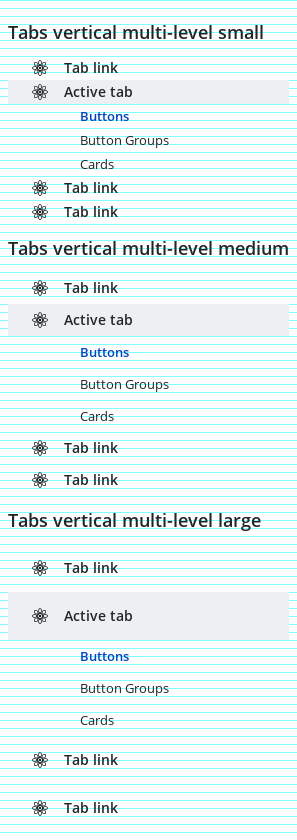 Tabs vertical multi-level small
Tab link
Active tab
Buttons
Button Groups
Cards
Tab link
Tab link
Tabs vertical multi-level medium
Tab link
Active tab
Buttons
Button Groups
Cards
Tab link
Tab link
Tabs vertical multi-level large
Tab link
Active tab
Buttons
Button Groups
Cards
Tab link
Tab link